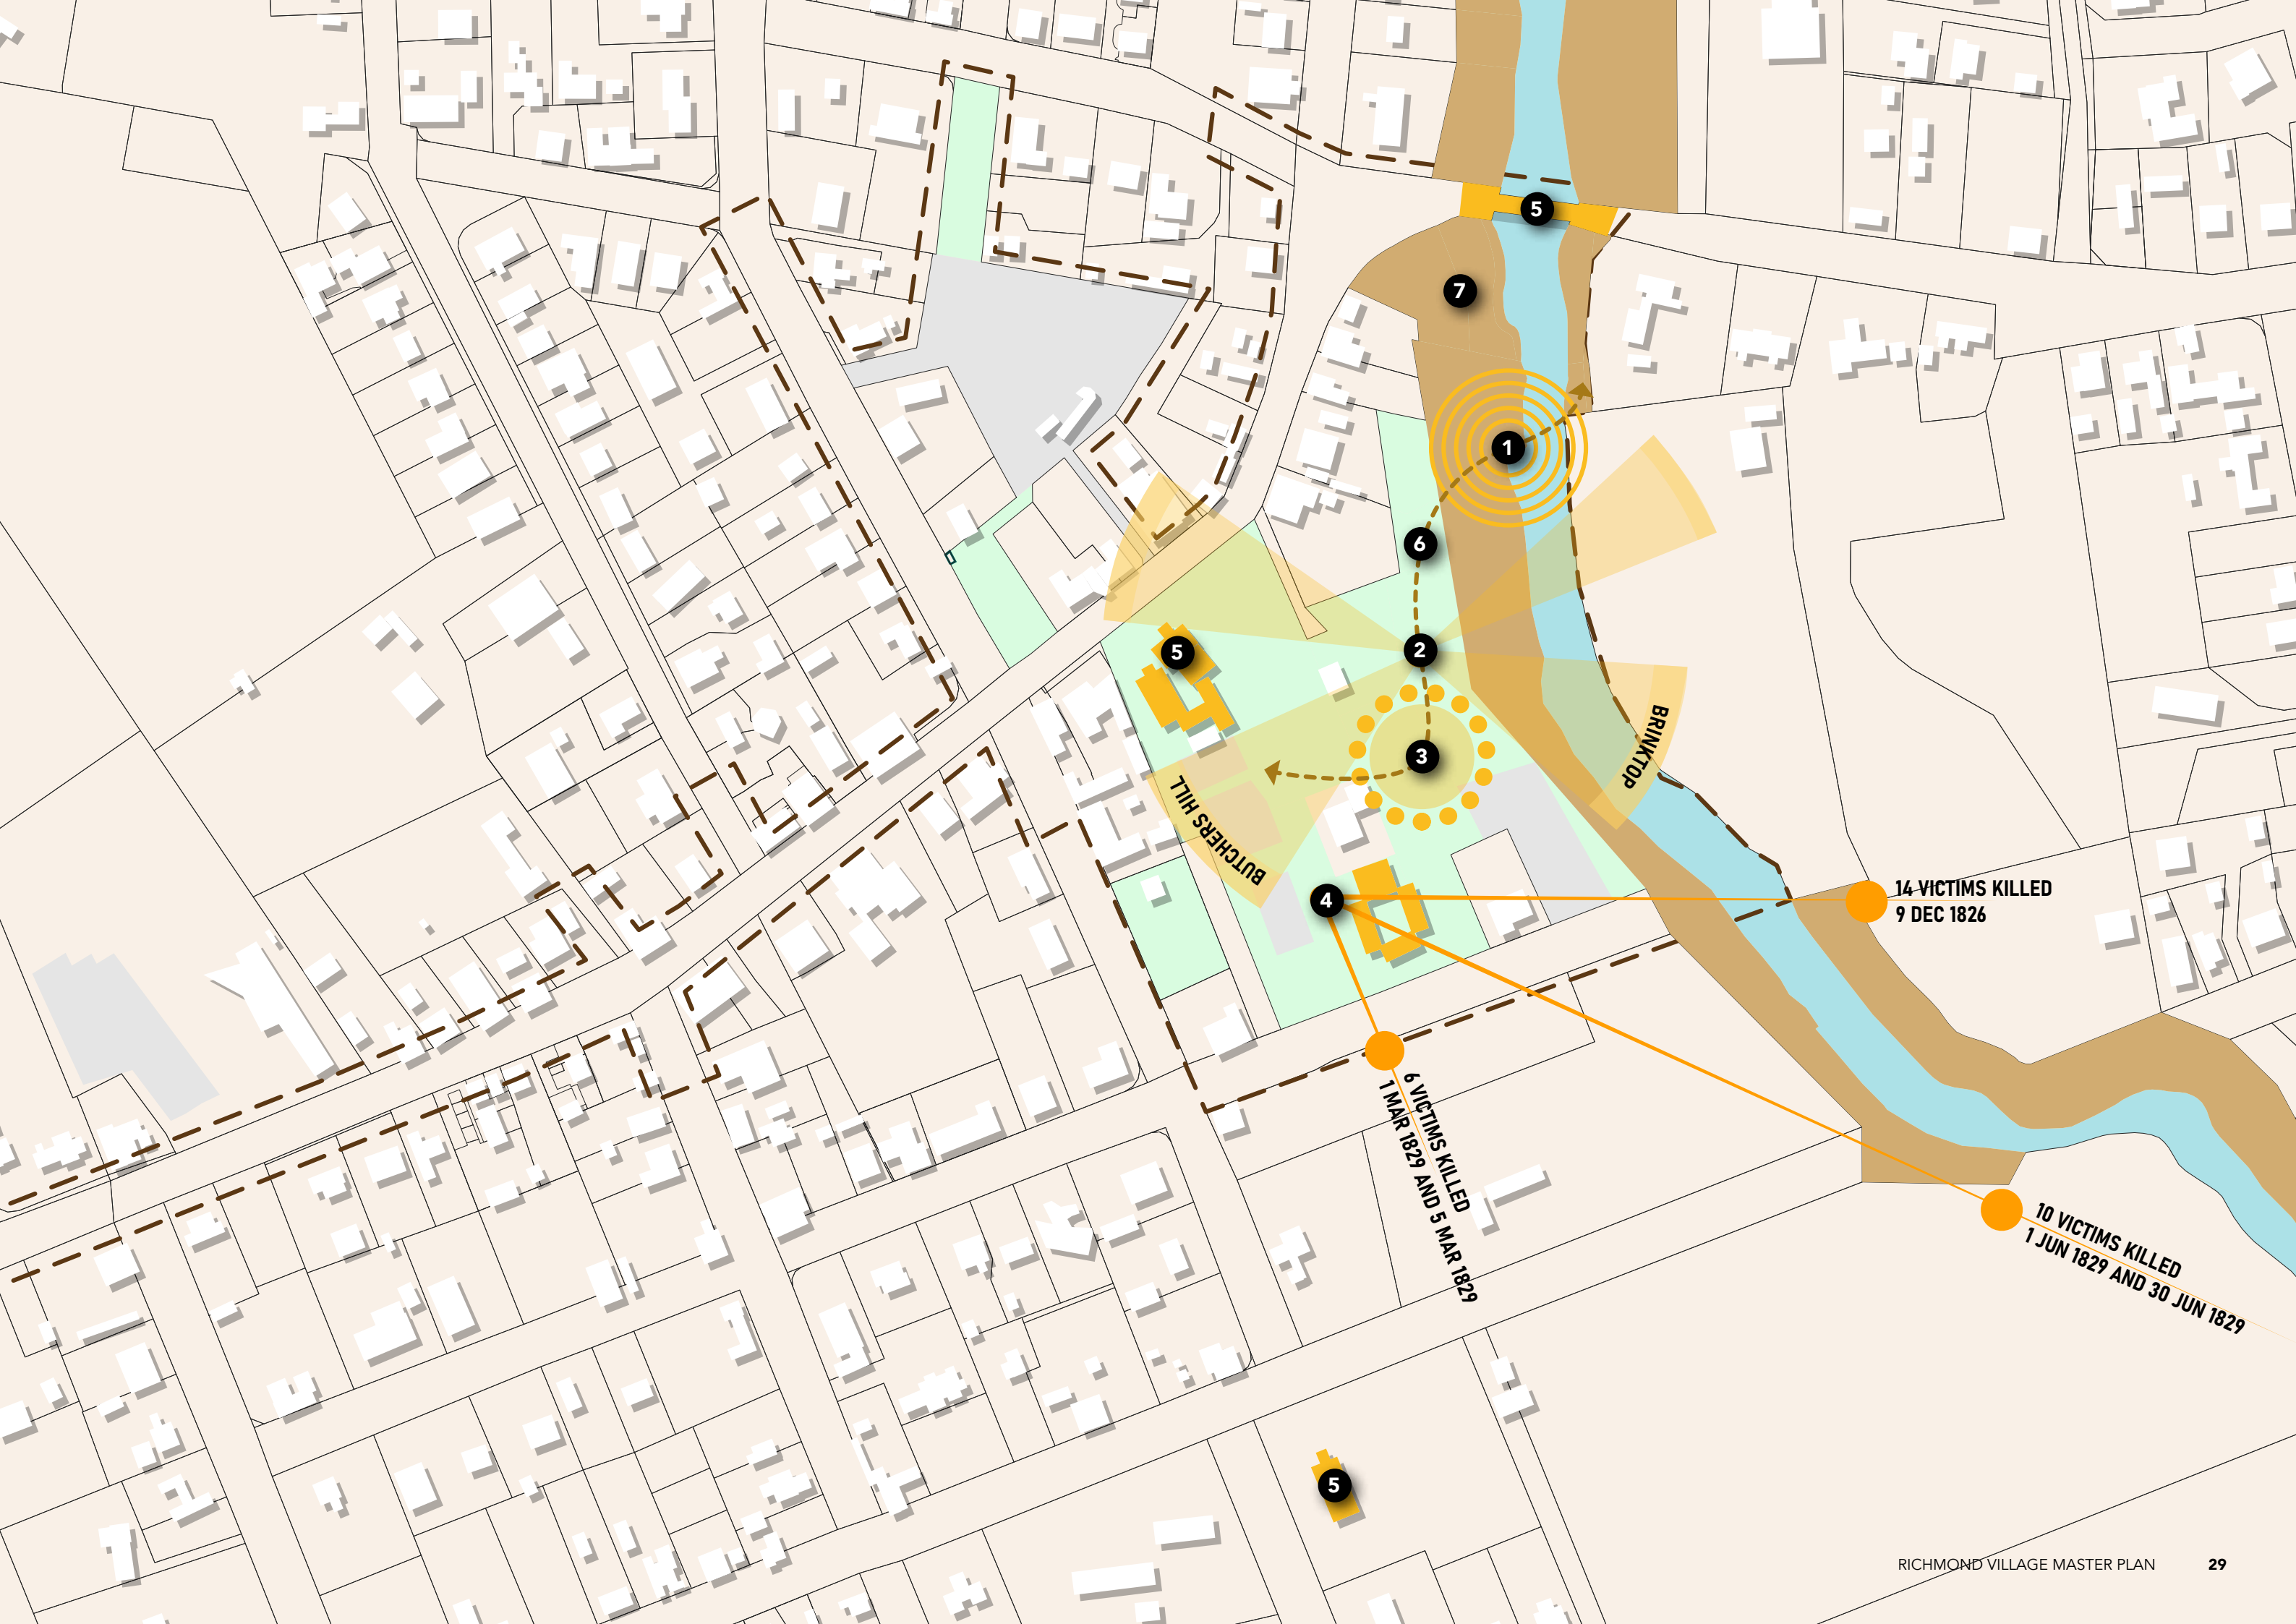 5
7
1
6
2
5
3
BRINKTOP
BUTCHERS HILL
4
14 VICTIMS KILLED
9 DEC 1826
6 VICTIMS KILLED
1 MAR 1829 AND 5 MAR 1829
10 VICTIMS KILLED
1 JUN 1829 AND 30 JUN 1829
5
RICHMOND VILLAGE MASTER PLAN 29